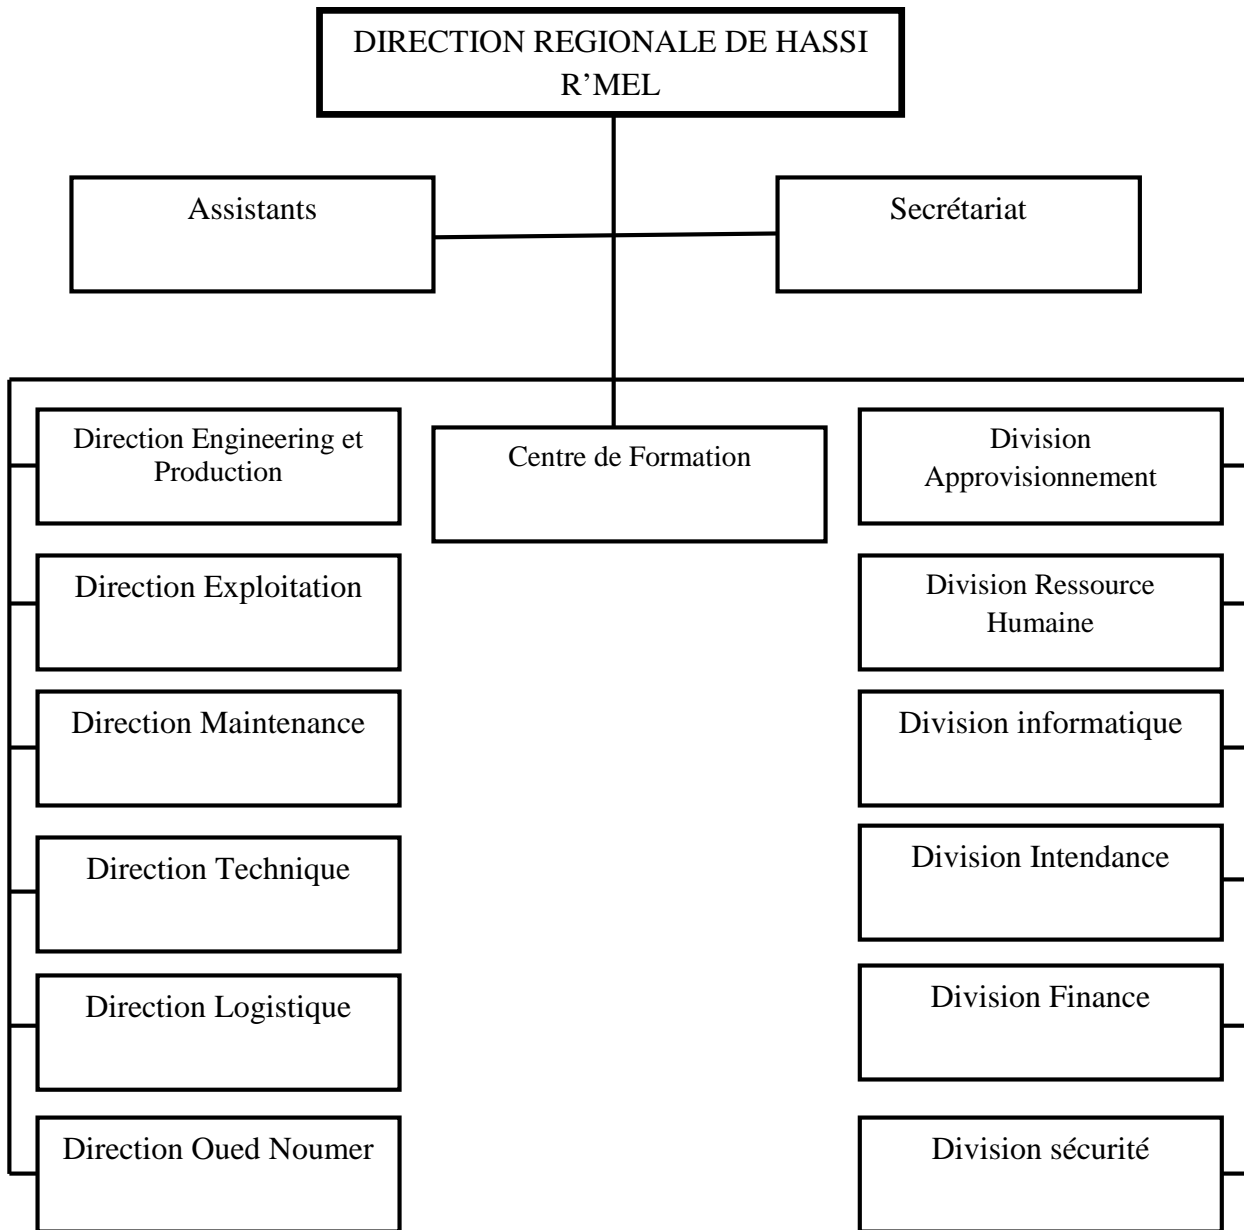 DIRECTION REGIONALE DE HASSI
R’MEL
Assistants
Secrétariat
Direction Engineering et
Production
Centre de Formation
Division
Approvisionnement
Direction Exploitation
Division Ressource
Humaine
Direction Maintenance
Division informatique
Direction Technique
Division Intendance
Direction Logistique
Division Finance
Direction Oued Noumer
Division sécurité